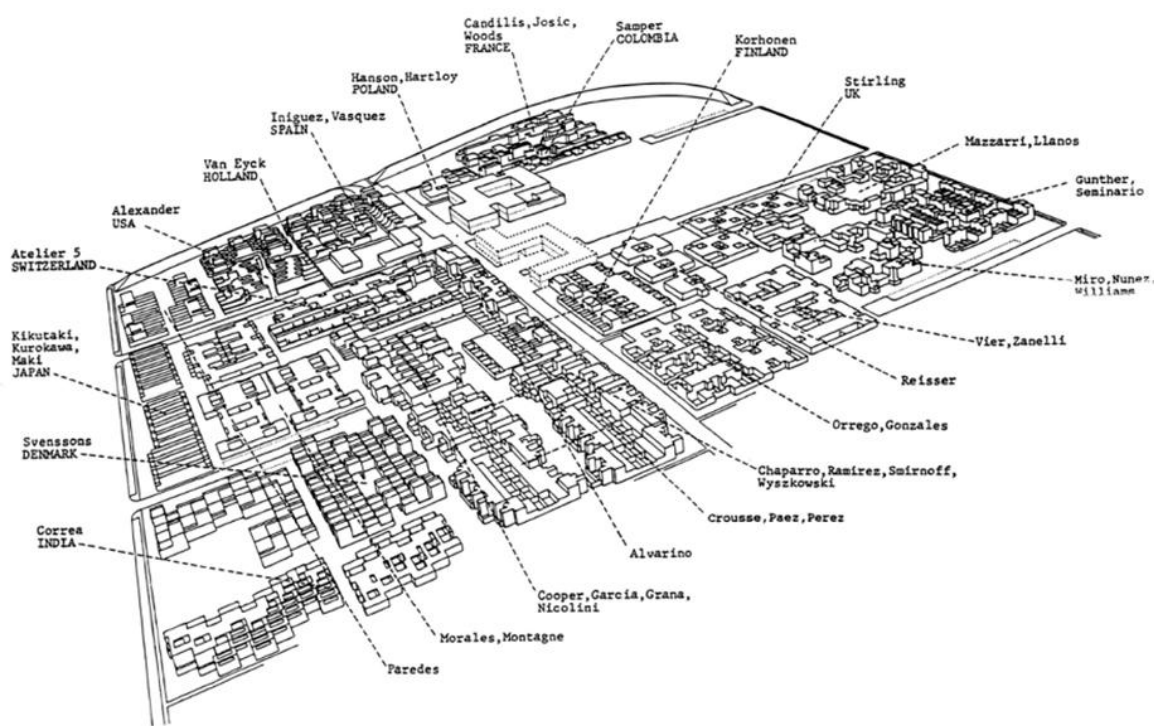 Candilis,Josic,
Woods
FRANCE
Samper
COLOMBIA
Korhonen
FINLAND
Hanson,Hartloy
POLAND
Stirling
UK
Iniguez,Vasquez
SPAIN
Mazzarri,Llanos
Van Eyck
HOLLAND
Gunther,
Seminario
Alexander
USA
Atelier 5
SWITZERLAND
Miro,Nunez,
Williams
Kikutaki,
Kurokawa,
Maki
JAPAN
Vier,Zanelli
Reisser
Orrego,Gonzales
Svenssons
DENMARK
Chaparro,Ramirez,Smirnoff,
Wyszkowski
Crousse,Paez,Perez
Correa
INDIA
Alvarino
Cooper,Garcia,Grana,
Nicolini
Morales,Montagne
Paredes